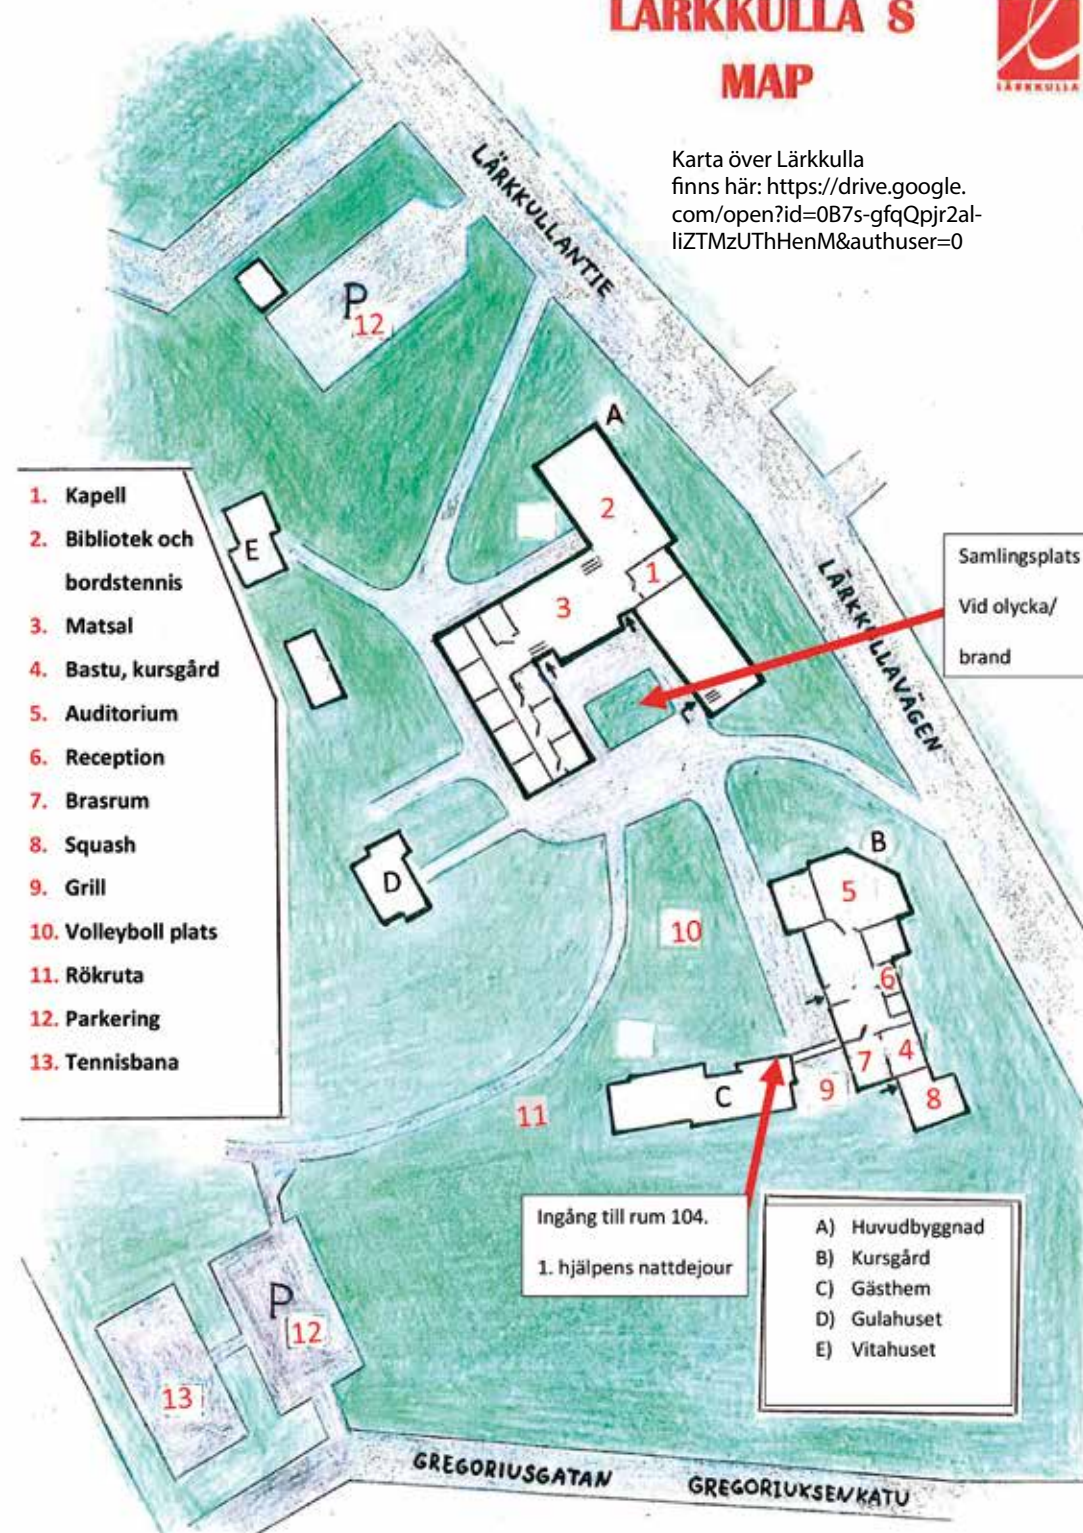 LÄRKKULLA S
MAP
LÄRKKULLA
Karta över Lärkkulla
finns här: https://drive.google.
com/open?id=0B7s-gfqQpjr2al-
liZTMzUThHenM&authuser=0
LÄRKKULLANTIE
P
12
A
2
1
3
E
1. Kapell
2. Bibliotek och
bordstennis
3. Matsal
4. Bastu, kursgård
5. Auditorium
6. Reception
7. Brasrum
8. Squash
9. Grill
10. Volleyboll plats
11. Rökruta
12. Parkering
13. Tennisbana
Samlingsplats
Vid olycka/
brand
LÄRKKULLAVÄGEN
D
B
5
10
6
7
4
9
8
C
11
Ingång till rum 104.
1. hjälpens nattdejour
A) Huvudbyggnad
B) Kursgård
C) Gästhem
D) Gulahuset
E) Vitahuset
P
12
13
GREGORIUSGATAN GREGORIUKSENKATU